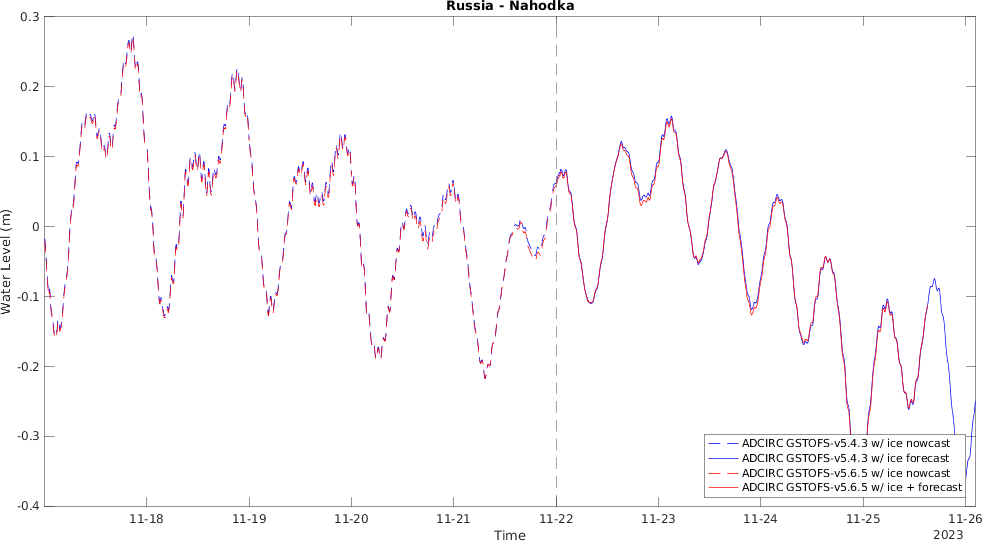 Russia - Nahodka
0.3
0.2
0.1
0
-0.1
-0.2
-0.3
-0.4
Water Level (m)
ADCIRC GSTOFS-v5.4.3 w/ ice nowcast
ADCIRC GSTOFS-v5.4.3 w/ ice forecast
ADCIRC GSTOFS-v5.6.5 w/ ice nowcast
ADCIRC GSTOFS-v5.6.5 w/ ice + forecast
11-18 11-19 11-20 11-21 11-22 11-23 11-24 11-25 11-26
Time
2023